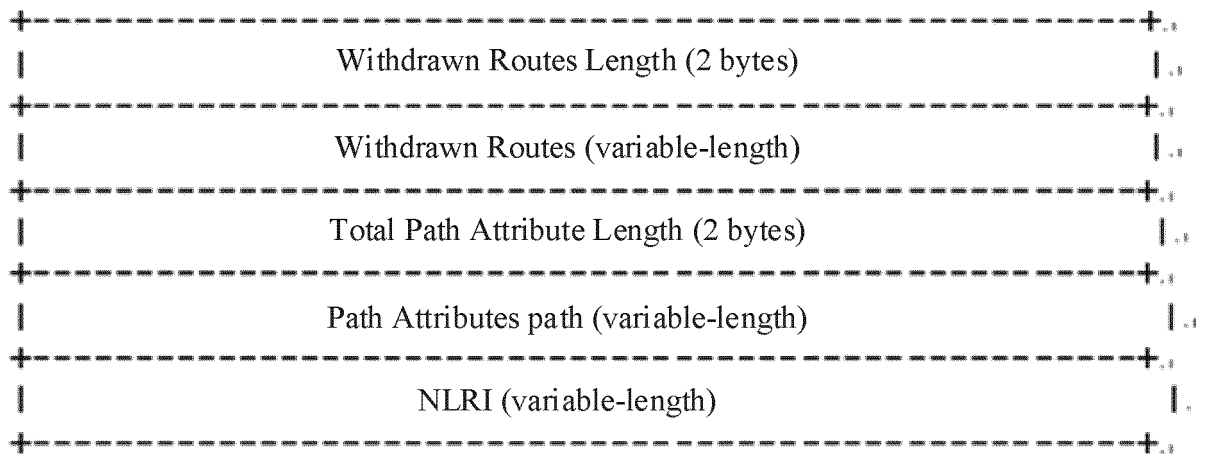 Withdrawn Routes Length (2 bytes)
Withdrawn Routes (variable-length)
Total Path Attribute Length (2 bytes)
Path Attributes path (variable-length)
NLRI (variable-length)